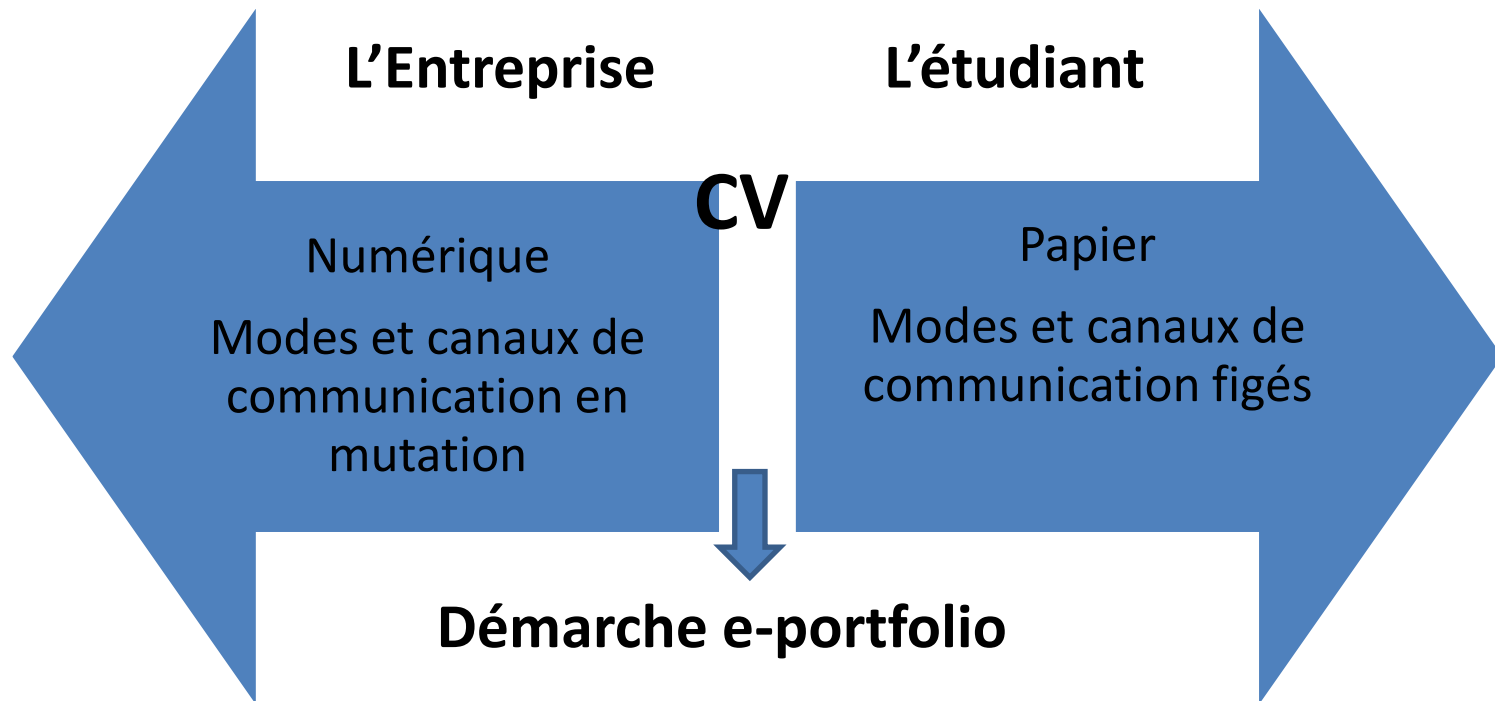 L’Entreprise
L’étudiant
CV
Numérique
Modes et canaux de
communication en
mutation
Papier
Modes et canaux de
communication figés
Démarche e-portfolio